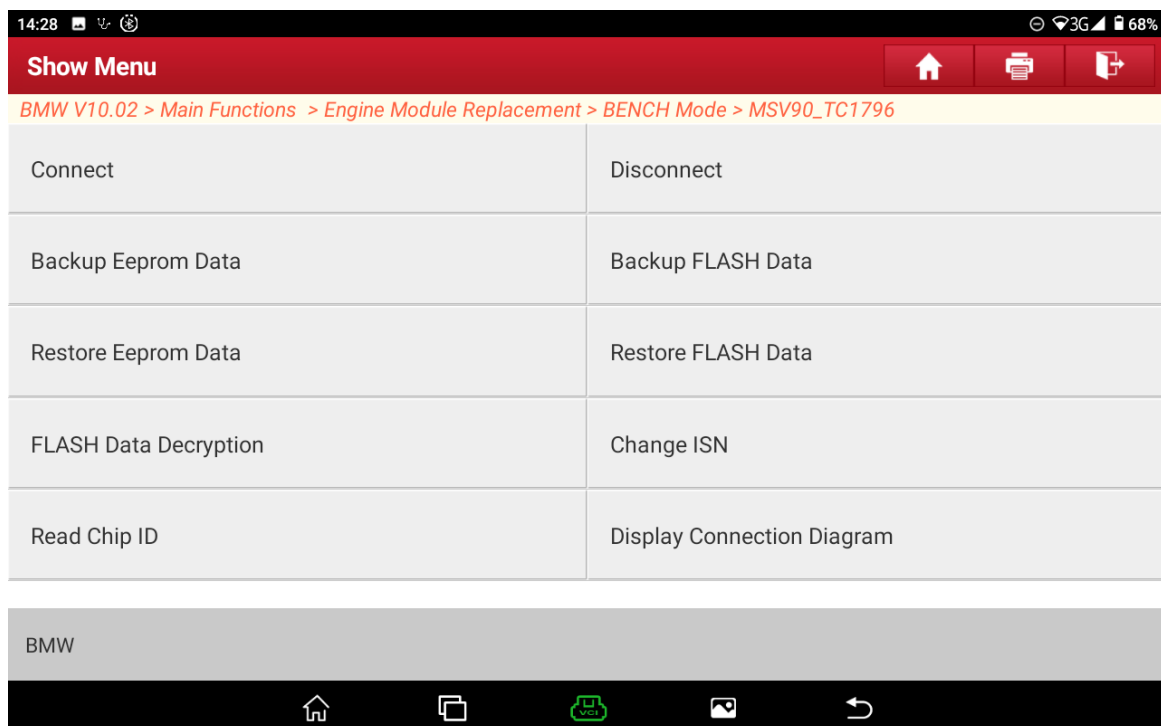 14:28 3G 68%
Show Menu
BMW V10.02 > Main Functions > Engine Module Replacement > BENCH Mode > MSV90_TC1796
Connect Disconnect
Backup Eeprom Data Backup FLASH Data
Restore Eeprom Data Restore FLASH Data
FLASH Data Decryption Change ISN
Read Chip ID Display Connection Diagram
BMW
VCI